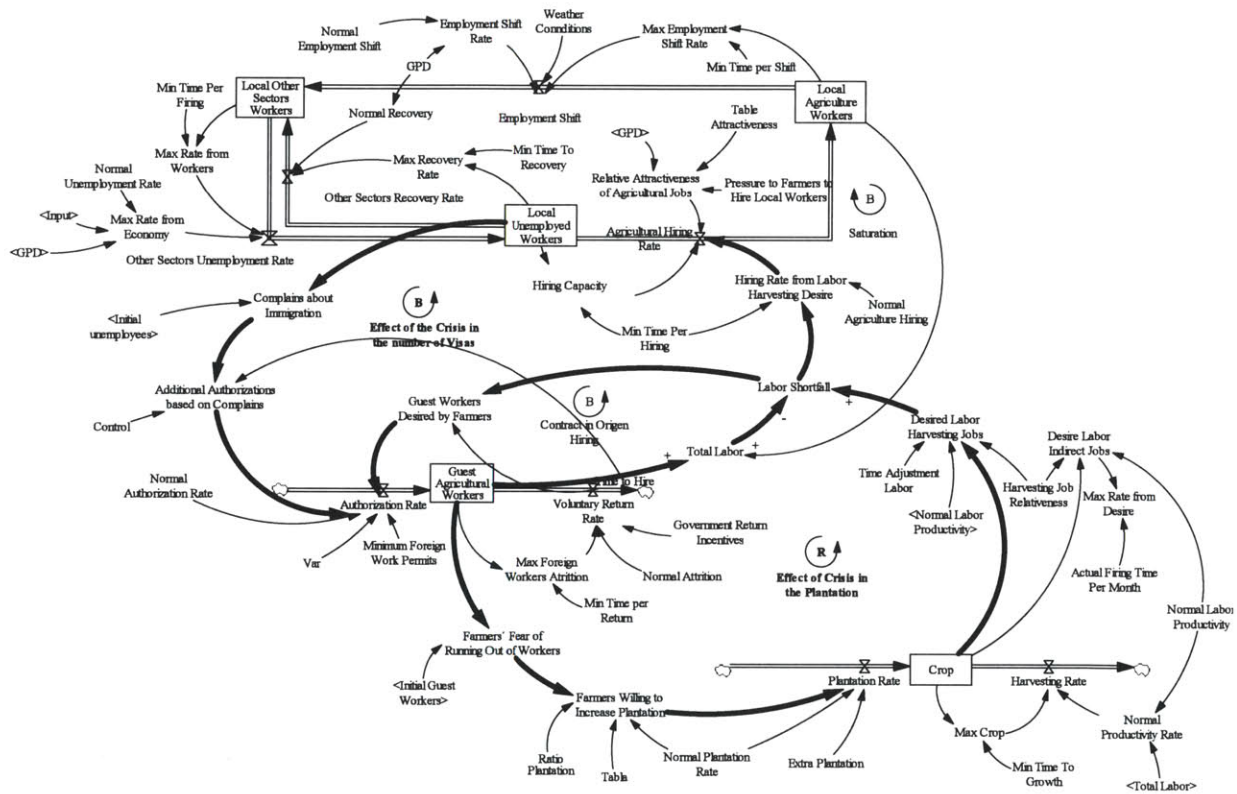 Normal
Employment Shift
Employment Shift
Rate
Weather
Connditions
Max Employment
Shift Rate
GPD
Min Time per Shift
Min Time Per
Firing
Local Other
Sectors
Workers
Local
Agriculture
Workers
Normal Recovery
Employment Shift
Table
Attractiveness
<GPD>
Max Rate from
Workers
Max Recovery
Rate
Min Time To
Recovery
Normal
Unemployment Rate
Relative Attractiveness
of Agricultural Jobs
Pressure to Farmers to
Hire Local Workers
B
Saturation
Other Sectors Recovery Rate
<Input>
Max Rate from
Economy
Local
Unemployed
Workers
Agricultural Hiring
Rate
<GPD>
Other Sectors Unemployment Rate
Hiring Capacity
Hiring Rate from Labor
Harvesting Desire
Complains about
Immigration
B
Effect of the Crisis in
the number of Visas
Normal
Agriculture Hiring
<Initial
unemployees>
Min Time Per
Hiring
Additional Authorizations
based on Complains
Labor Shortfall
+
-
Guest Workers
Desired by Farmers
B
Contract in Origen
Hiring
Control
Desired Labor
Harvesting Jobs
Desire Labor
Indirect Jobs
+
+
Total Labor
Time Adjustment
Labor
Normal
Authorization Rate
Guest
Agricultural
Workers
Time to Hire
Harvesting Job
Relativeness
Max Rate from
Desire
Authorization Rate
Voluntary Return
Rate
<Normal Labor
Productivity>
Government Return
Incentives
Var
Minimum Foreign
Work Permits
Max Foreign
Workers Atrittion
Normal Attrition
R
Effect of Crisis in
the Plantation
Actual Firing Time
Per Month
Min Time per
Return
Normal Labor
Productivity
Farmers´ Fear of
Running Out of Workers
<Initial Guest
Workers>
Farmers Willing to
Increase Plantation
Plantation Rate
Crop
Harvesting Rate
Ratio
Plantation
Tabla
Normal Plantation
Rate
Extra Plantation
Max Crop
Normal
Productivity Rate
Min Time To
Growth
<Total Labor>